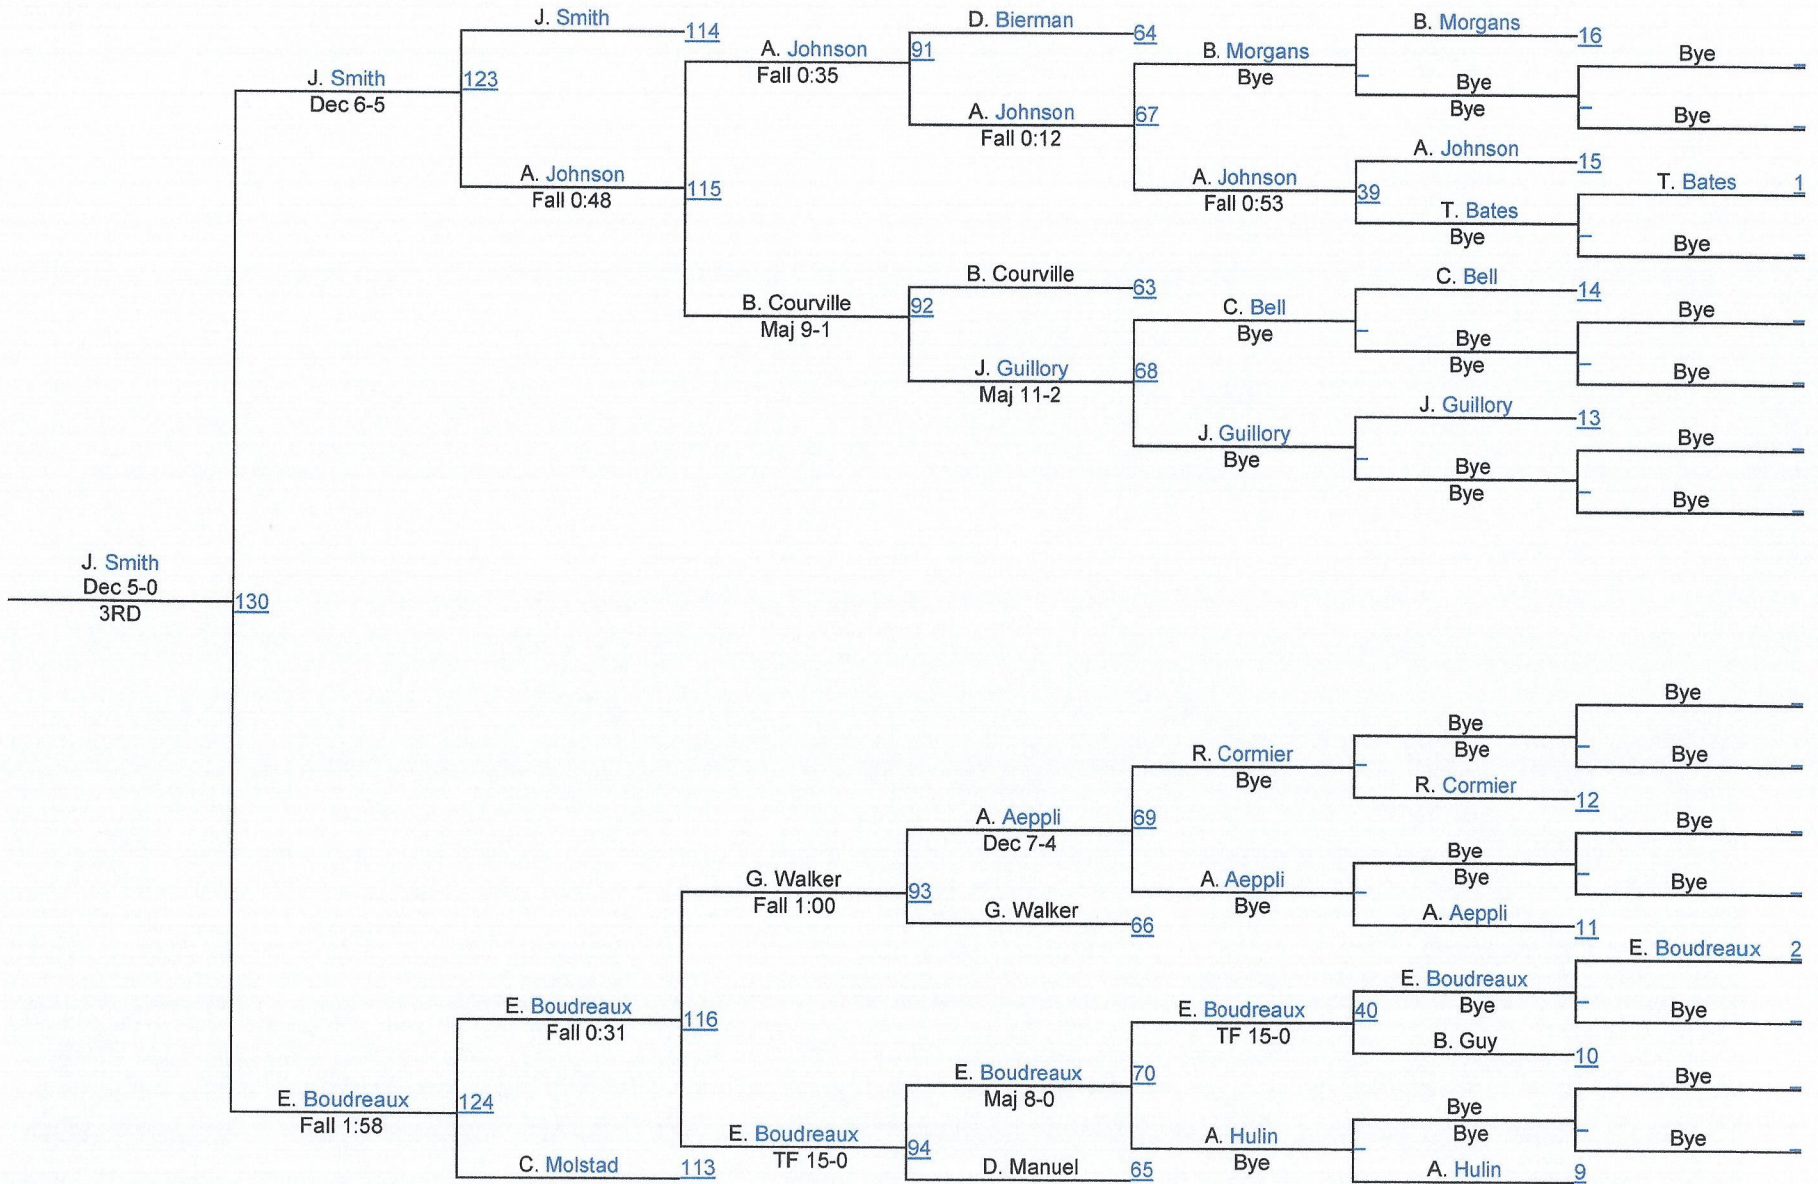 J. Smith
114
J. Smith
Dec 6-5
123
A. Johnson
Fall 0:48
115
A. Johnson
Fall 0:35
91
D. Bierman
64
A. Johnson
Fall 0:12
67
B. Morgans
Bye
B. Morgans
16
Bye
Bye
Bye
Bye
A. Johnson
Fall 0:53
39
A. Johnson
15
T. Bates
Bye
T. Bates 1
Bye
B. Courville
Maj 9-1
92
B. Courville
63
J. Guillory
Maj 11-2
68
C. Bell
Bye
C. Bell
14
Bye
Bye
Bye
Bye
J. Guillory
Bye
J. Guillory
13
Bye
Bye
Bye
Bye
J. Smith
Dec 5-0
3RD
130
R. Cormier
Bye
Bye
Bye
Bye
Bye
R. Cormier
12
A. Aeppli
Dec 7-4
69
A. Aeppli
Bye
Bye
Bye
Bye
Bye
A. Aeppli
11
G. Walker
Fall 1:00
93
G. Walker
66
E. Boudreaux
Fall 0:31
116
E. Boudreaux
TF 15-0
40
E. Boudreaux
Bye
E. Boudreaux 2
Bye
B. Guy
10
E. Boudreaux
Maj 8-0
70
A. Hulin
Bye
Bye
Bye
Bye
Bye
A. Hulin
9
E. Boudreaux
Fall 1:58
124
E. Boudreaux
TF 15-0
94
D. Manuel
65
C. Molstad
113